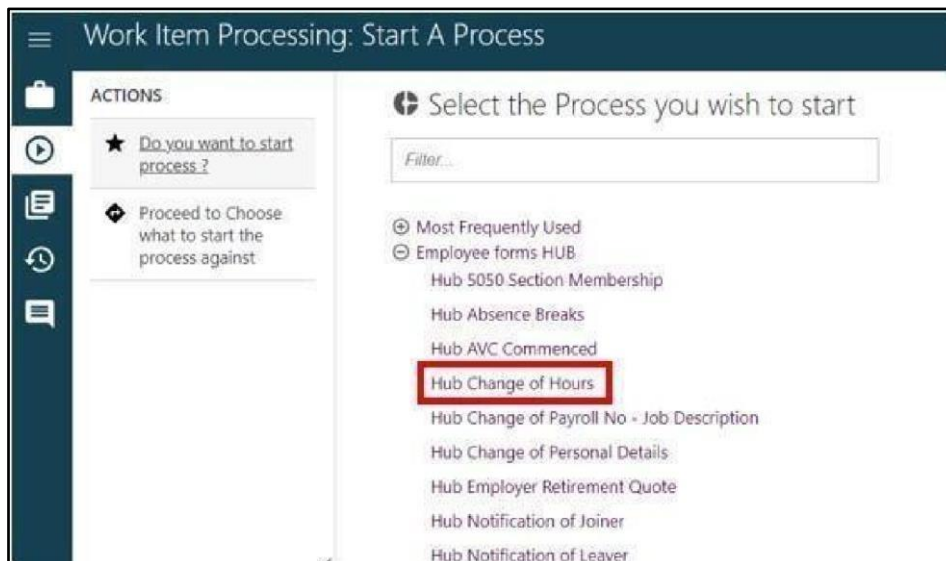 Work Item Processing: Start A Process
ACTIONS
Do you want to start
process ?
Proceed to Choose
what to start the
process against
Select the Process you wish to start
Filter...
Most Frequently Used
Employee forms HUB
Hub 5050 Section Membership
Hub Absence Breaks
Hub AVC Commenced
Hub Change of Hours
Hub Change of Payroll No - Job Description
Hub Change of Personal Details
Hub Employer Retirement Quote
Hub Notification of Joiner
Hub Notification of Leaver